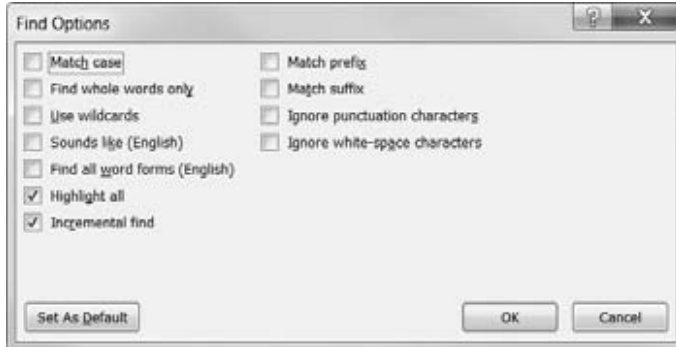 Find Options
Match case
Find whole words only
Use wildcards
Sounds like (English)
Find all word forms (English)
Highlight all
Incremental find
Match prefix
Match suffix
Ignore punctuation characters
Ignore white-space characters
Set As Default
OK
Cancel